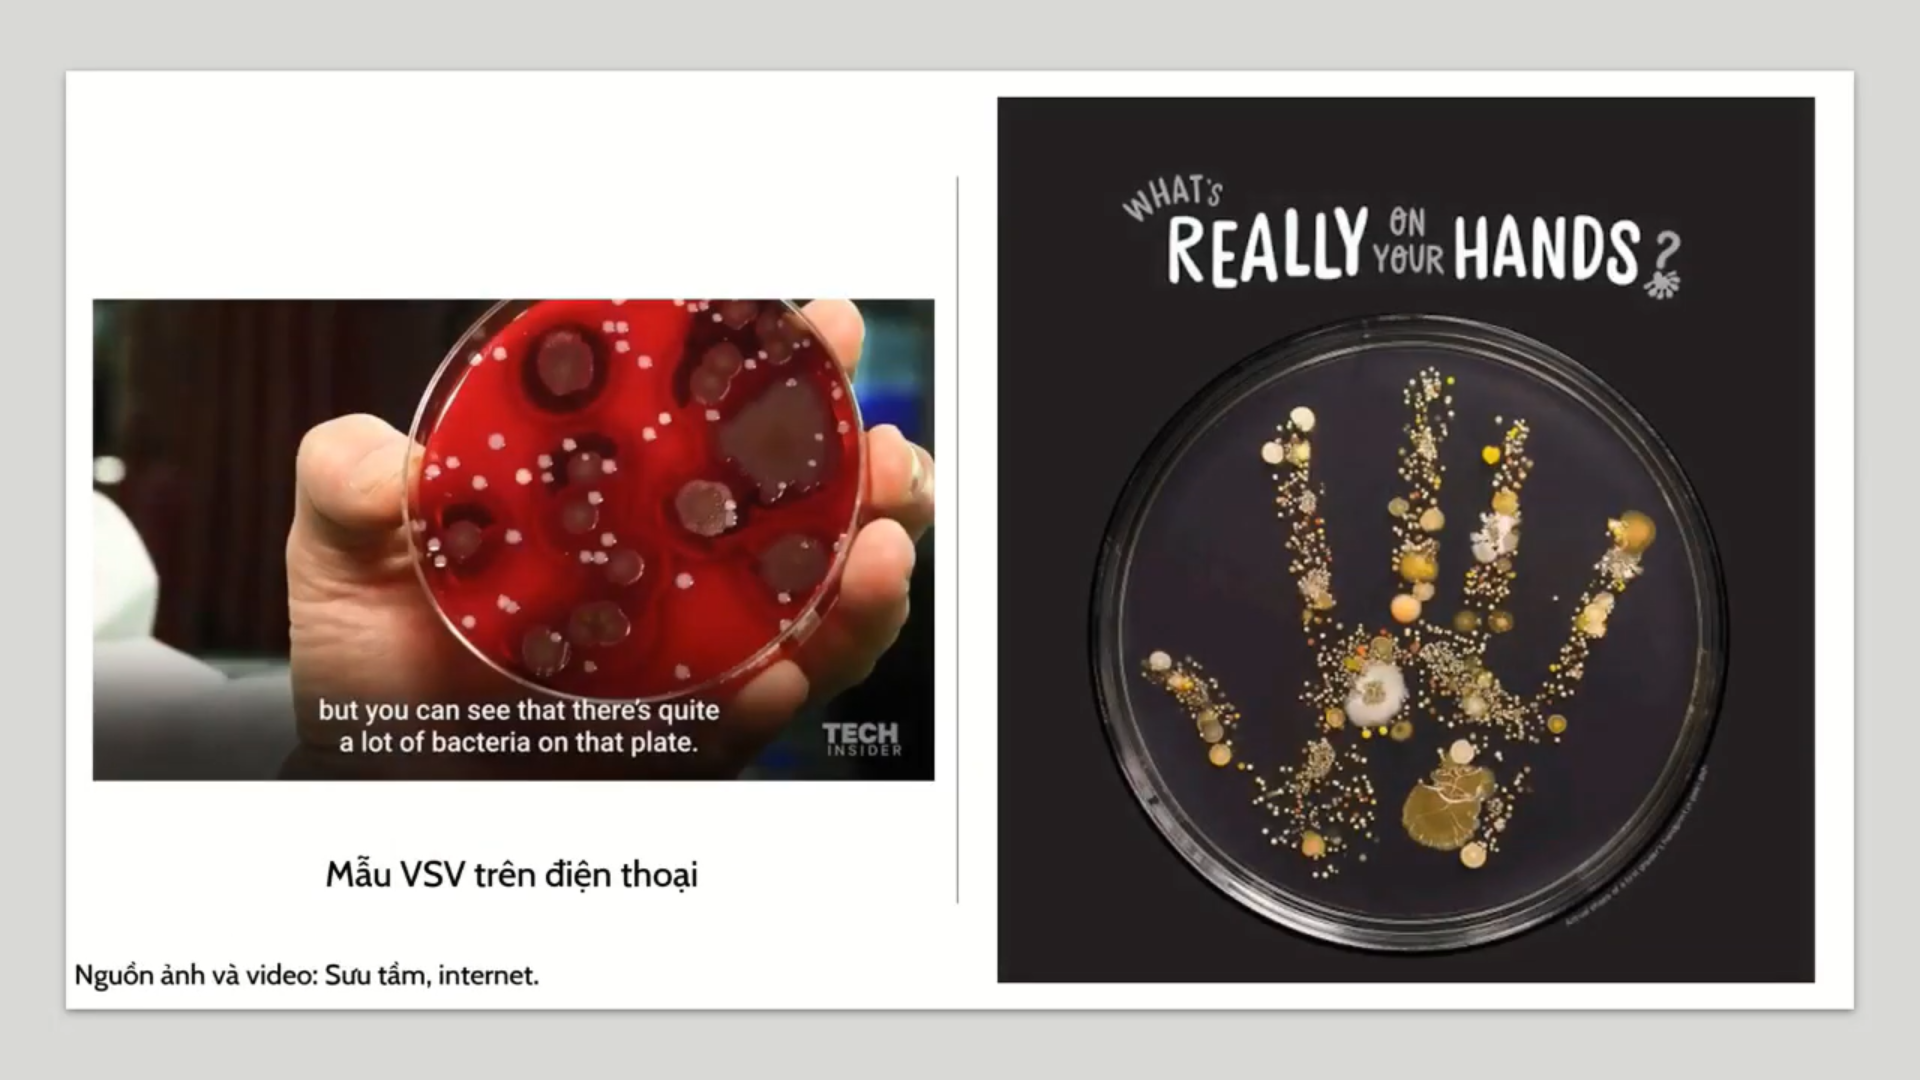 but you can see that there's quite
a lot of bacteria on that plate.
TECH
INSIDER
Mẫu VSV trên điện thoại
Nguồn ảnh và video: Sưu tầm, internet.
WHAT'S
REALLY ON YOUR HANDS?